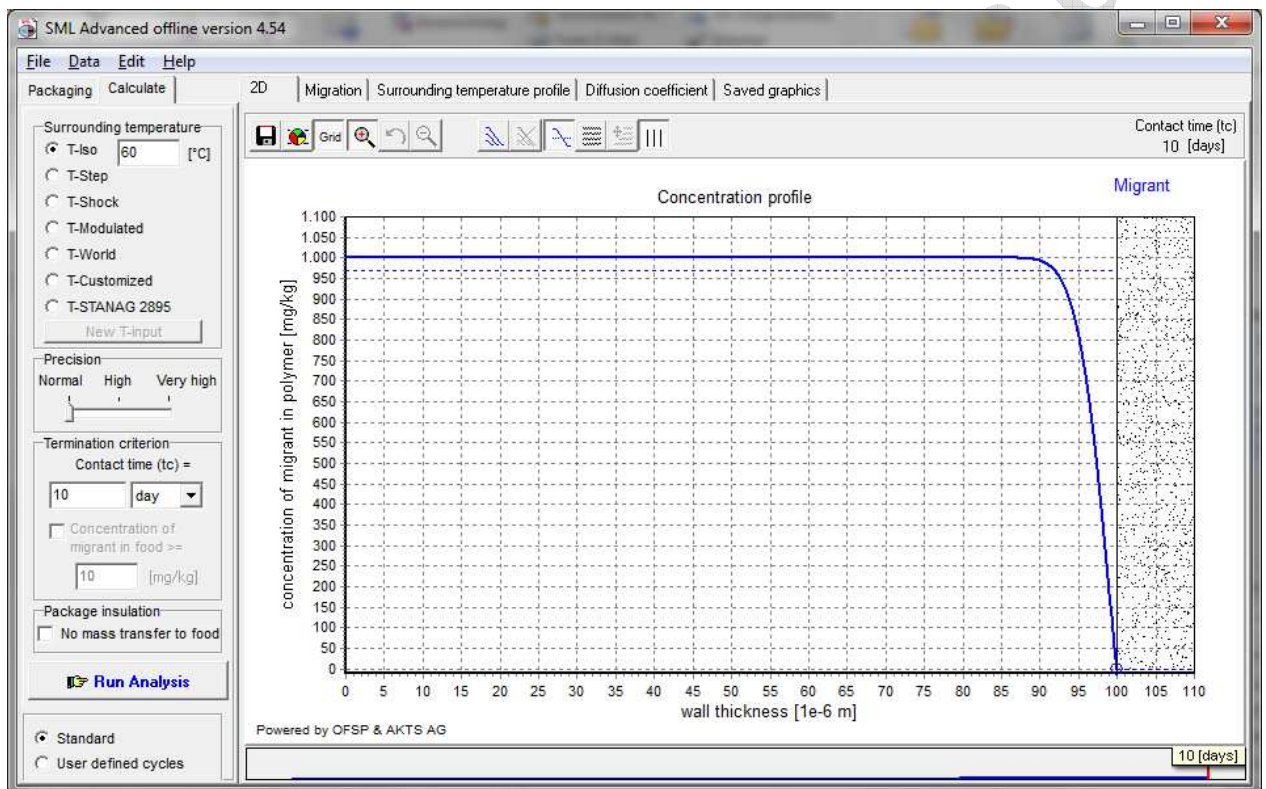 SML Advanced offline version 4.54
File Data Edit Help
Packaging Calculate
2D Migration Surrounding temperature profile Diffusion coefficient Saved graphics
Surrounding temperature
T-Iso 60 [°C]
T-Step
T-Shock
T-Modulated
T-World
T-Customized
T-STANAG 2895
New T-input
Precision
Normal High Very high
Termination criterion
Contact time (tc) =
10 day
Concentration of
migrant in food >=
10 [mg/kg]
Package insulation
No mass transfer to food
Run Analysis
Standard
User defined cycles
Grid
Contact time (tc)
10 [days]
Migrant
Concentration profile
concentration of migrant in polymer [mg/kg]
1.100
1.050
1.000
950
900
850
800
750
700
650
600
550
500
450
400
350
300
250
200
150
100
50
0
0 5 10 15 20 25 30 35 40 45 50 55 60 65 70 75 80 85 90 95 100 105 110
wall thickness [1e-6 m]
Powered by OFSP & AKTS AG
10 [days]